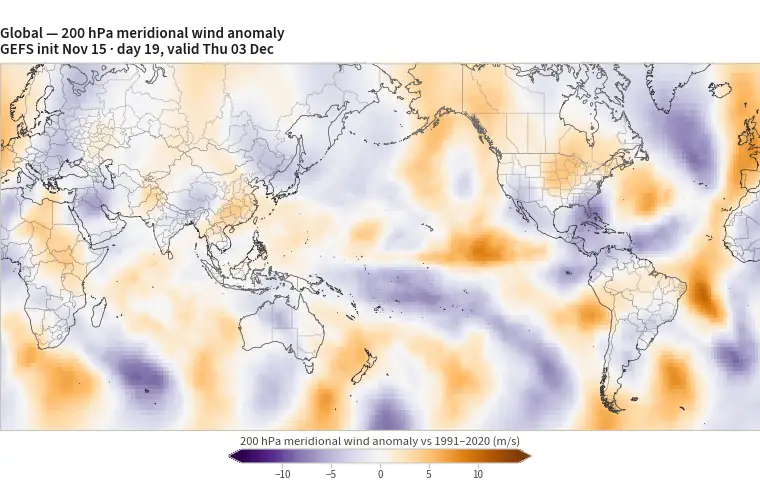 Global — 200 hPa meridional wind anomaly
GEFS init Nov 15 · day 19, valid Thu 03 Dec
200 hPa meridional wind anomaly vs 1991–2020 (m/s)
−10 −5 0 5 10